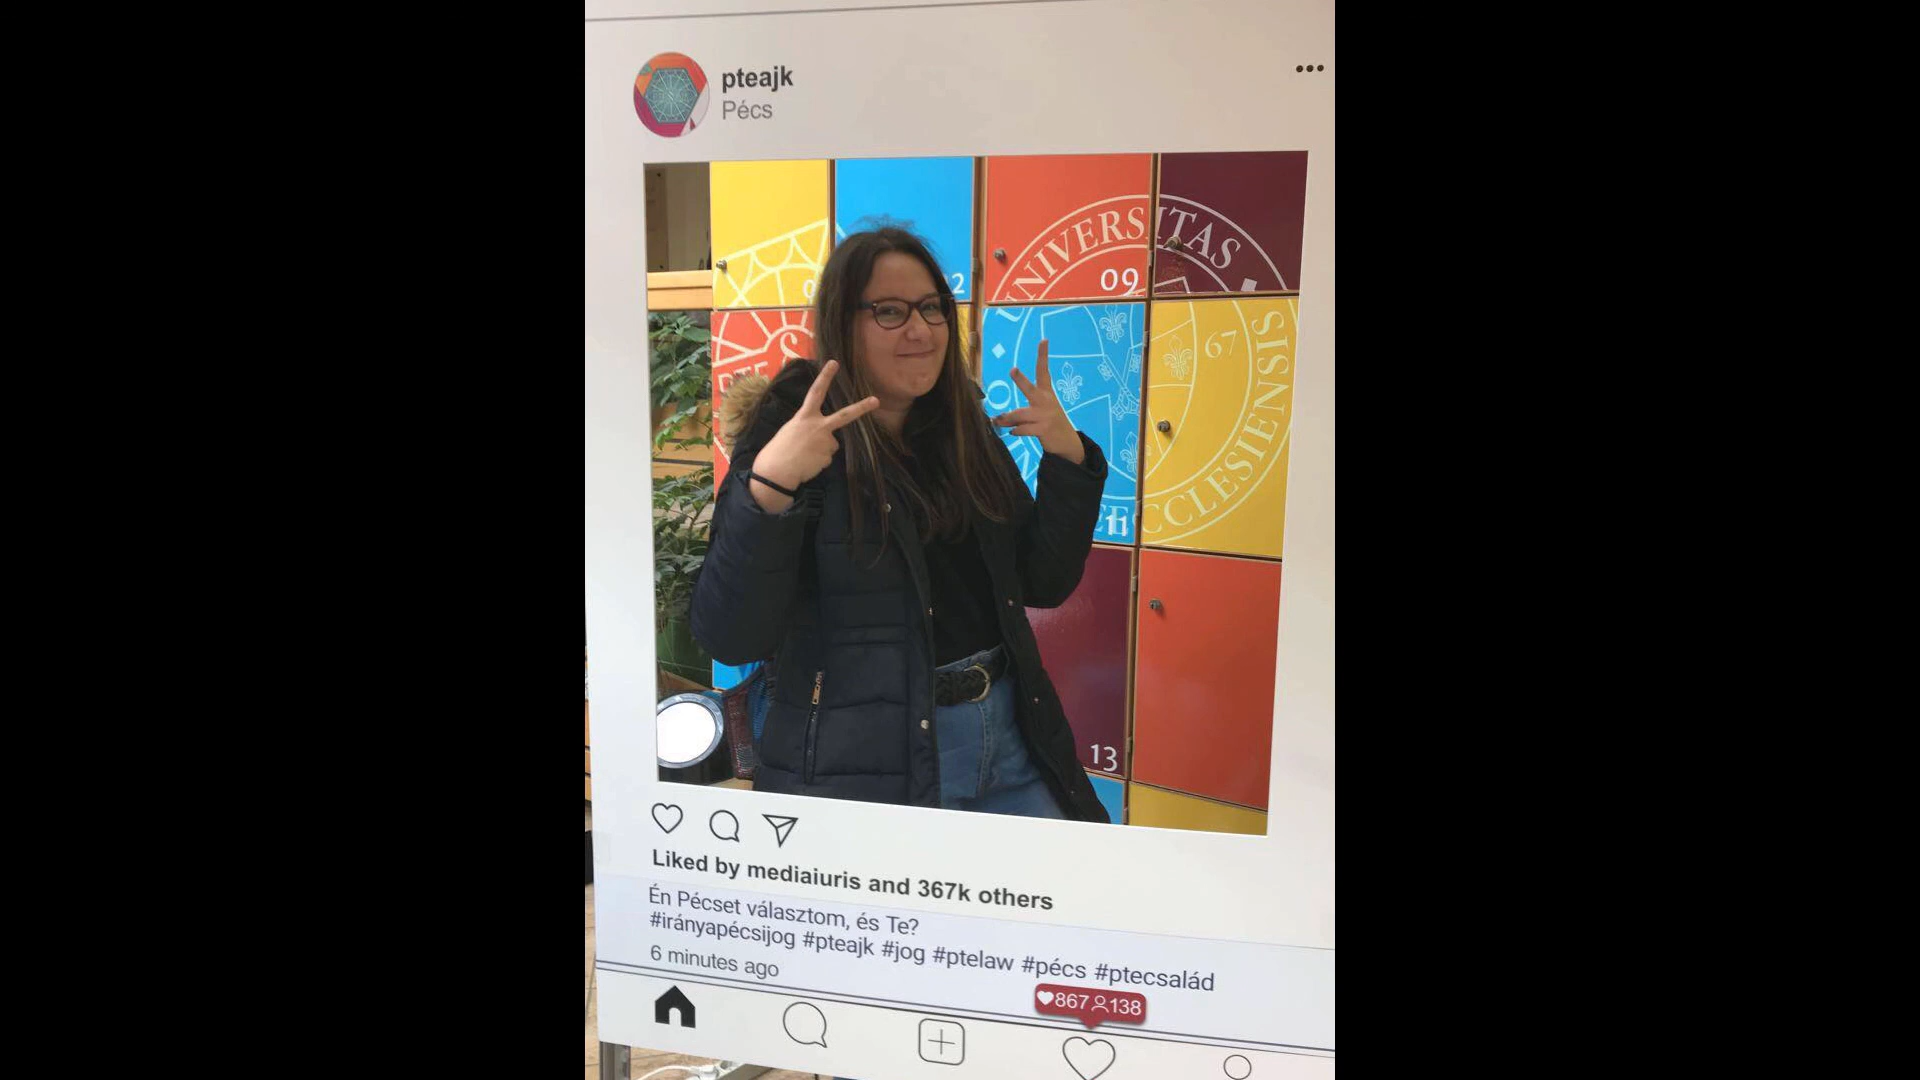 pteajk
Pécs
UNIVERSITAS
09
67
ECCLESIENSIS
11
13
Liked by mediaiuris and 367k others
Én Pécset választom, és Te?
#irányapécsijog #pteajk #jog #ptelaw #pécs #ptecsalád
6 minutes ago
867 138